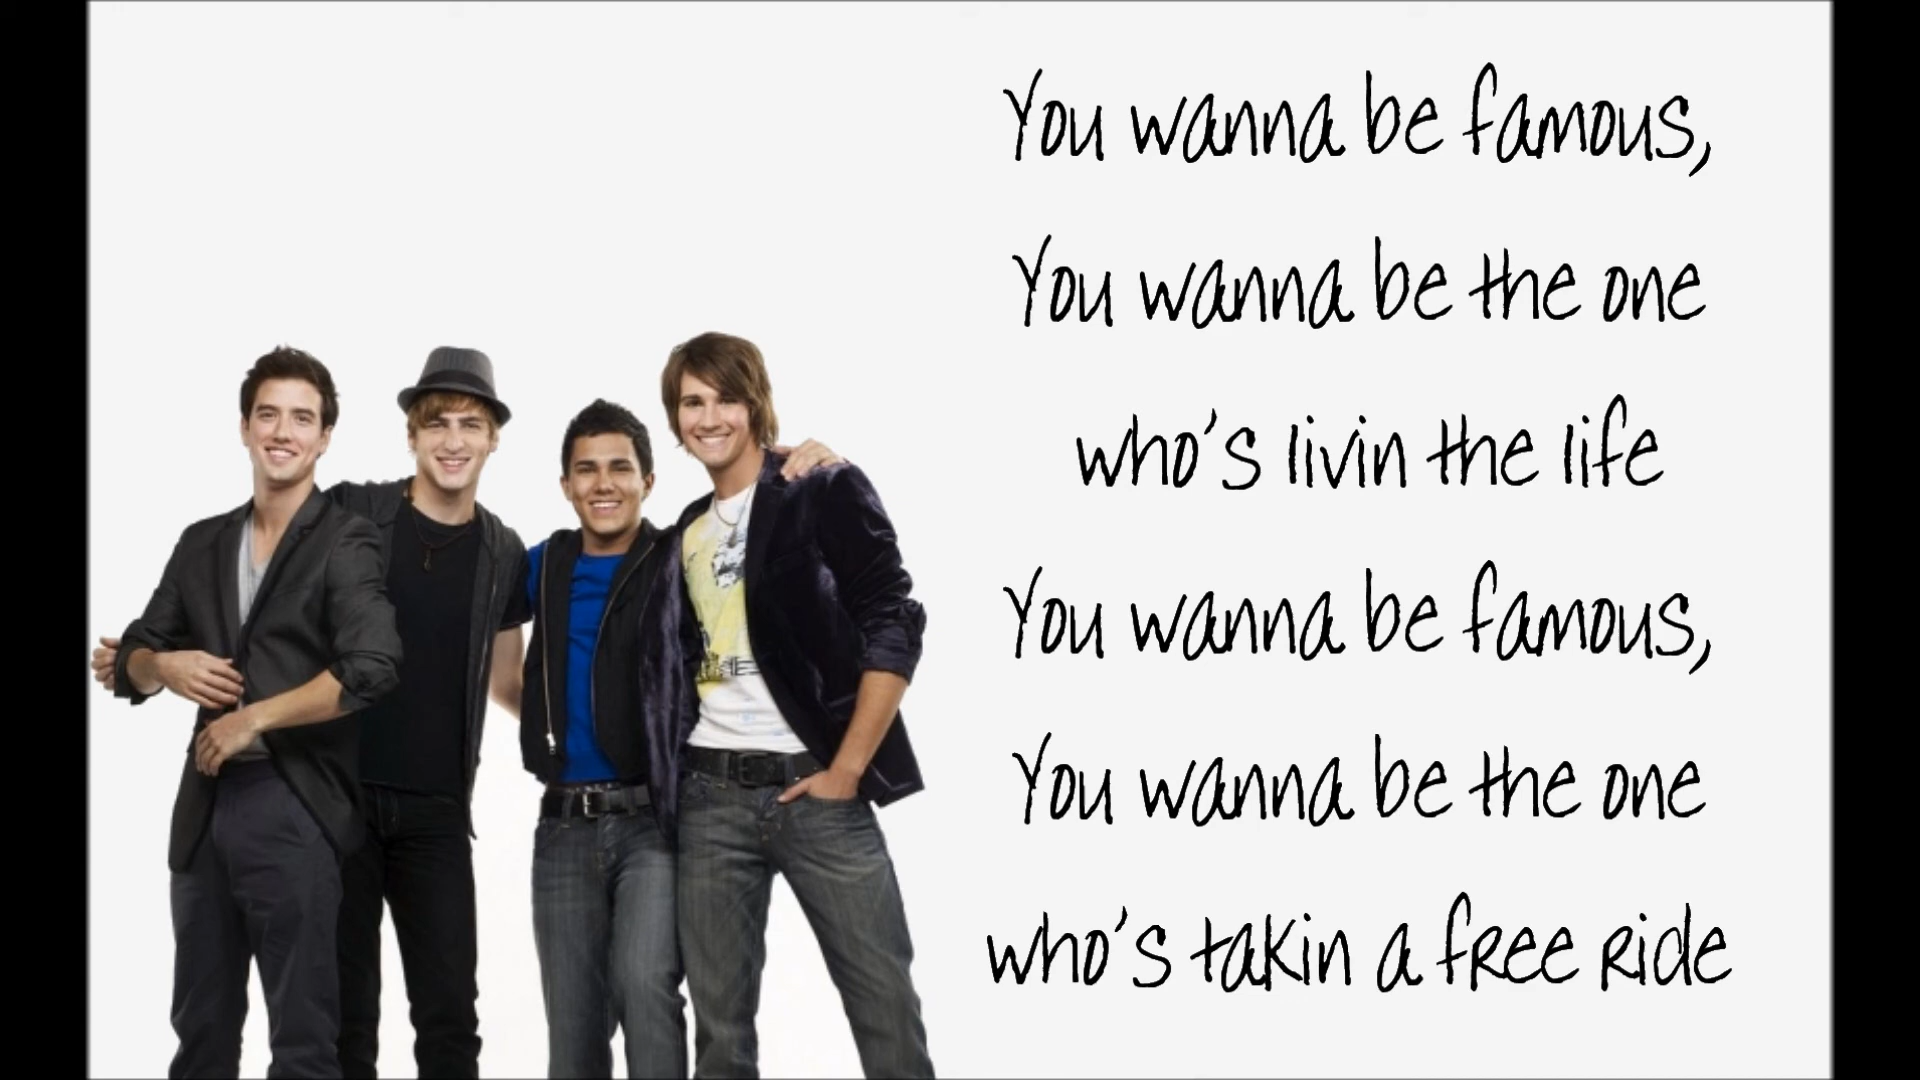 You wanna be famous,
You wanna be the one
who's livin the life
You wanna be famous,
You wanna be the one
who's takin a free ride